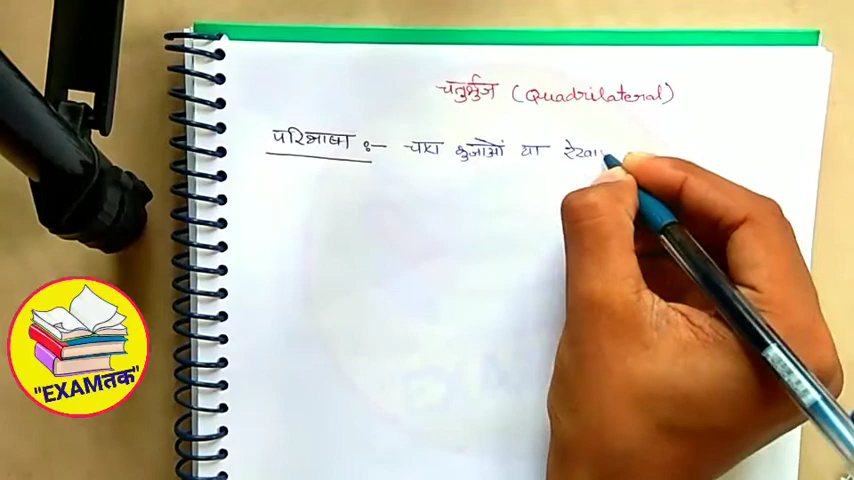 चतुर्भुज (Quadrilateral)
परिभाषा :- चारा भुजाओं या रेखा
"EXAMतक"